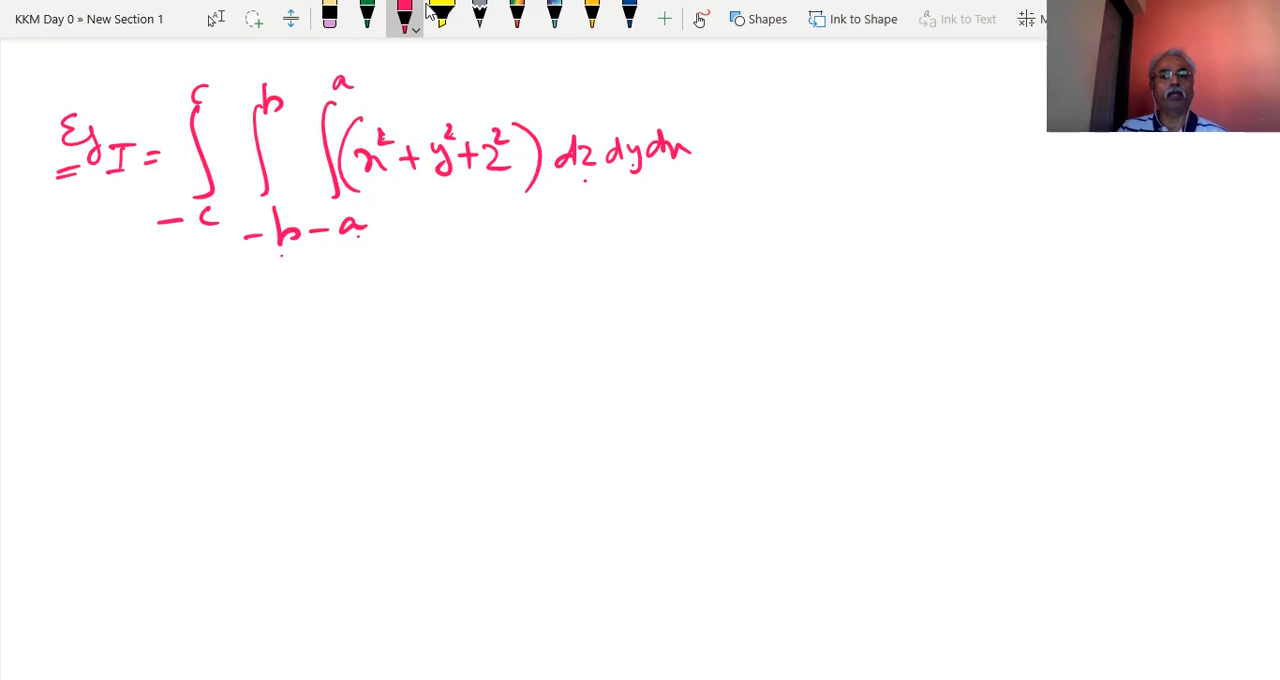 KKM Day 0 » New Section 1 Shapes Ink to Shape Ink to Text M
Eg I = ∫_{-c}^{c} ∫_{-b}^{b} ∫_{-a}^{a} (x² + y² + z²) dz dy dx